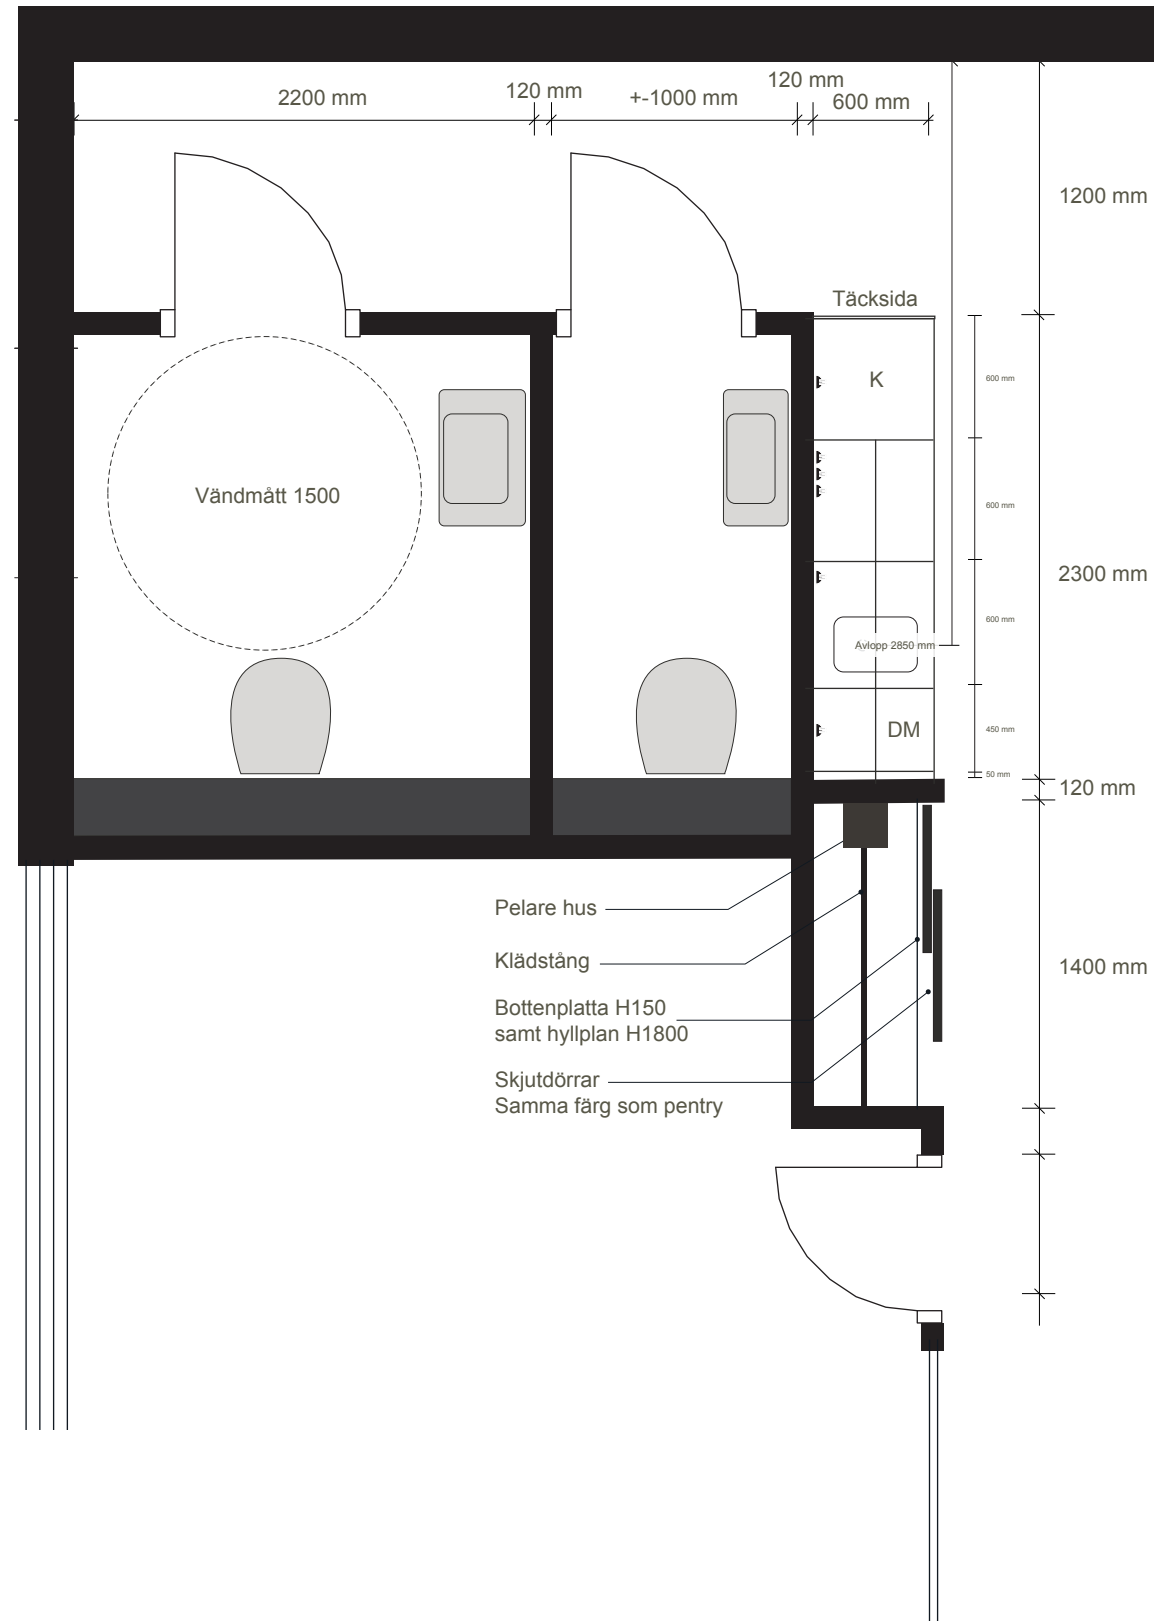 2200 mm
120 mm
+-1000 mm
120 mm
600 mm
1200 mm
Täcksida
K
600 mm
Vändmått 1500
600 mm
2300 mm
600 mm
Avlopp 2850 mm
DM
450 mm
50 mm
120 mm
Pelare hus
Klädstång
1400 mm
Bottenplatta H150
samt hyllplan H1800
Skjutdörrar
Samma färg som pentry